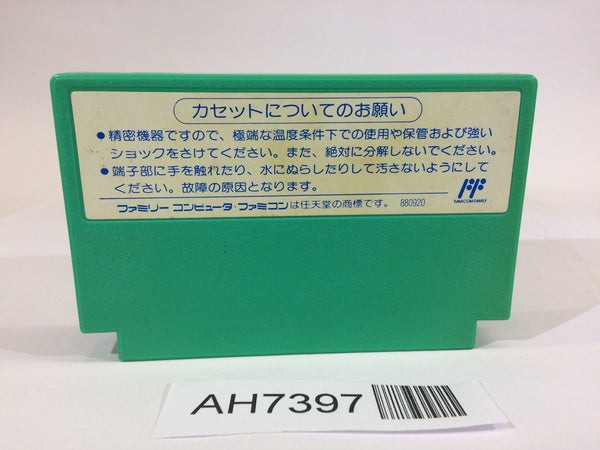 カセットについてのお願い
●精密機器ですので、極端な温度条件下での使用や保管および強い
ショックをさけてください。また、絶対に分解しないでください。
●端子部に手を触れたり、水にぬらしたりして汚さないようにして
ください。故障の原因となります。
FAMICOM FAMILY
ファミリー コンピュータ・ファミコンは任天堂の商標です。 880920
AH7397